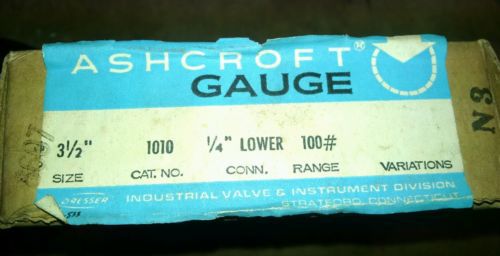 ASHCROFT®
GAUGE
3½" 1010 ¼" LOWER 100#
SIZE CAT. NO. CONN. RANGE VARIATIONS
DRESSER INDUSTRIAL VALVE & INSTRUMENT DIVISION
STRATFORD, CONNECTICUT
N3